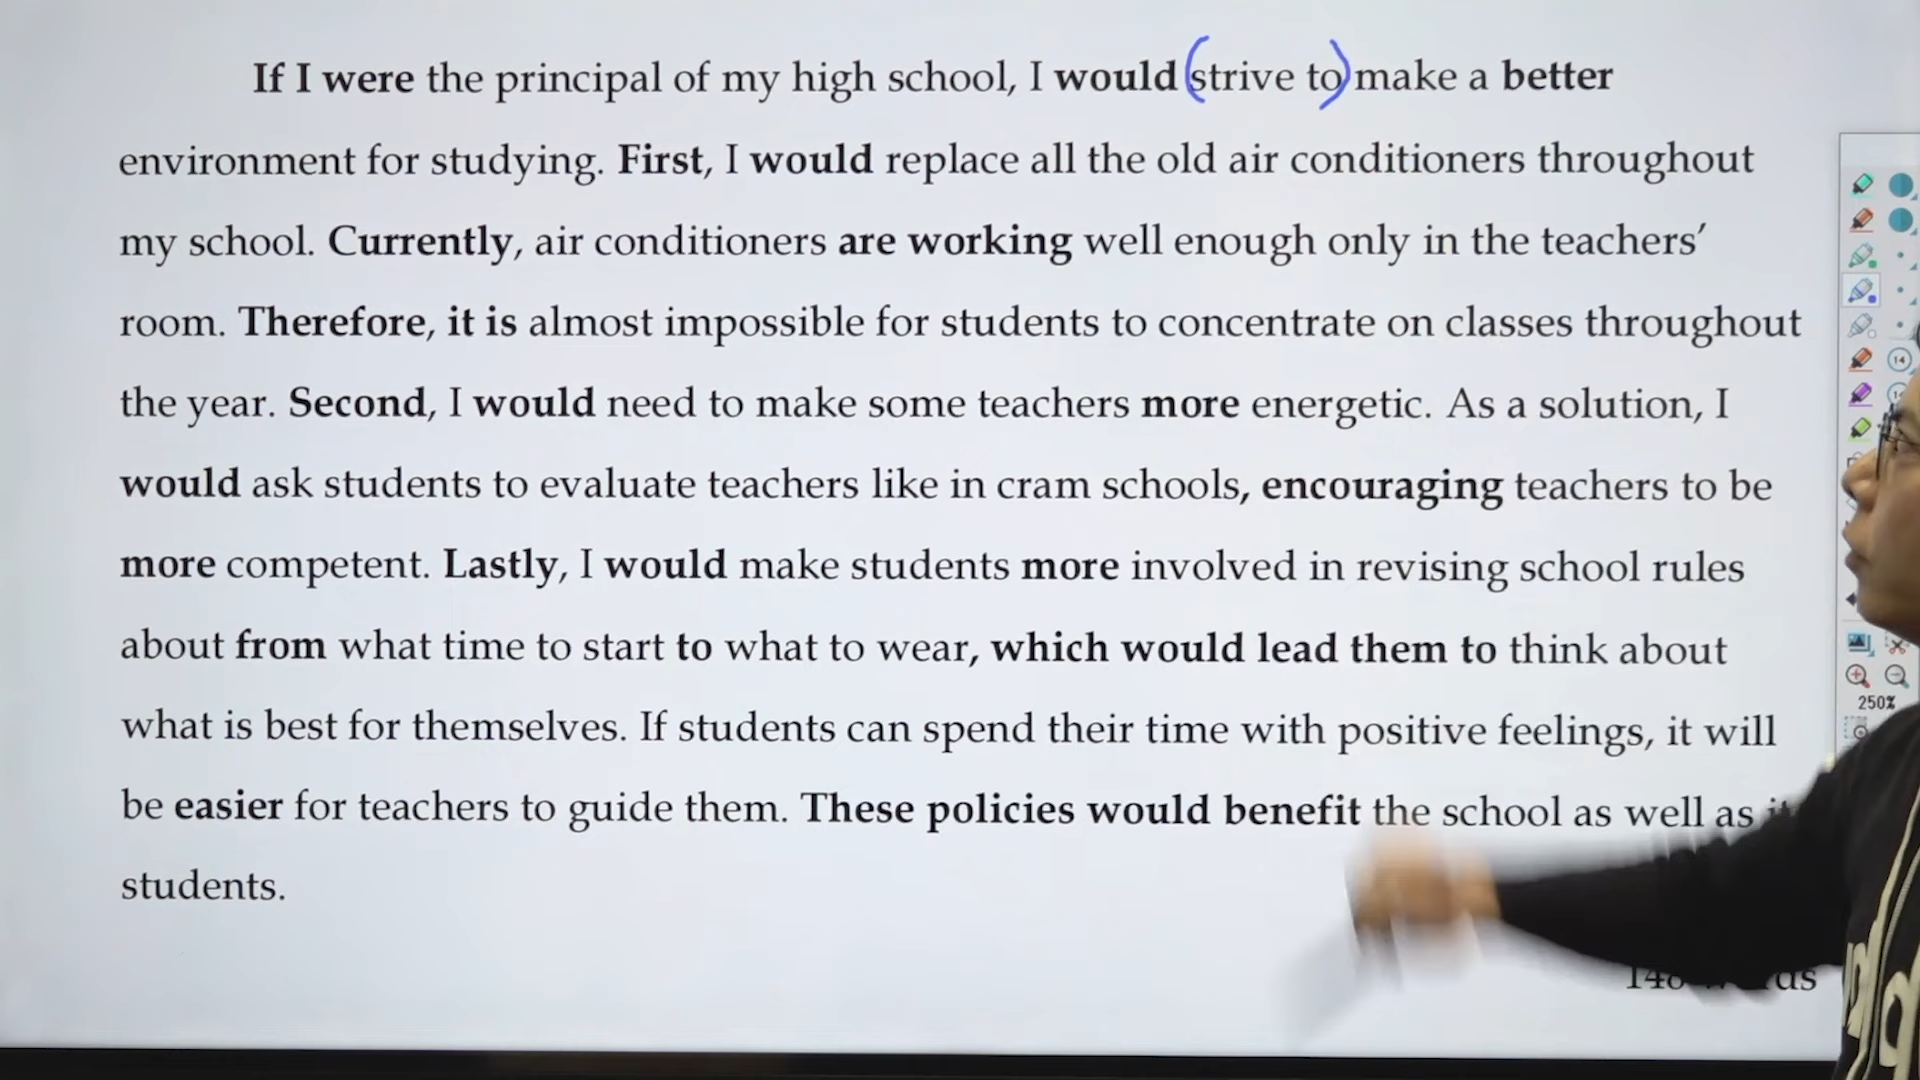 If I were the principal of my high school, I would (strive to) make a better
environment for studying. First, I would replace all the old air conditioners throughout
my school. Currently, air conditioners are working well enough only in the teachers’
room. Therefore, it is almost impossible for students to concentrate on classes throughout
the year. Second, I would need to make some teachers more energetic. As a solution, I
would ask students to evaluate teachers like in cram schools, encouraging teachers to be
more competent. Lastly, I would make students more involved in revising school rules
about from what time to start to what to wear, which would lead them to think about
what is best for themselves. If students can spend their time with positive feelings, it will
be easier for teachers to guide them. These policies would benefit the school as well as
students.
14
250%